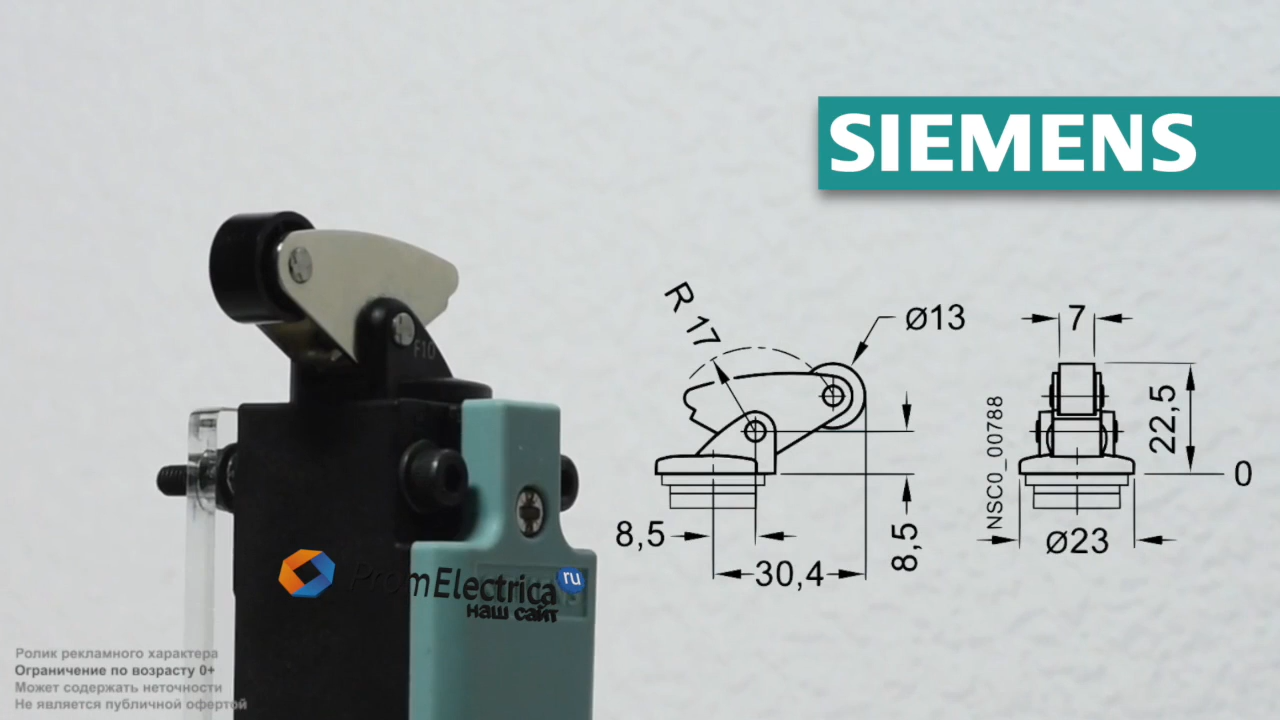 SIEMENS
R 17
Ø13
7
22,5
0
NSC0_00788
8,5
30,4
8,5
Ø23
F10
PromElectrica
ru
наш сайт
Ролик рекламного характера
Ограничение по возрасту 0+
Может содержать неточности
Не является публичной офертой